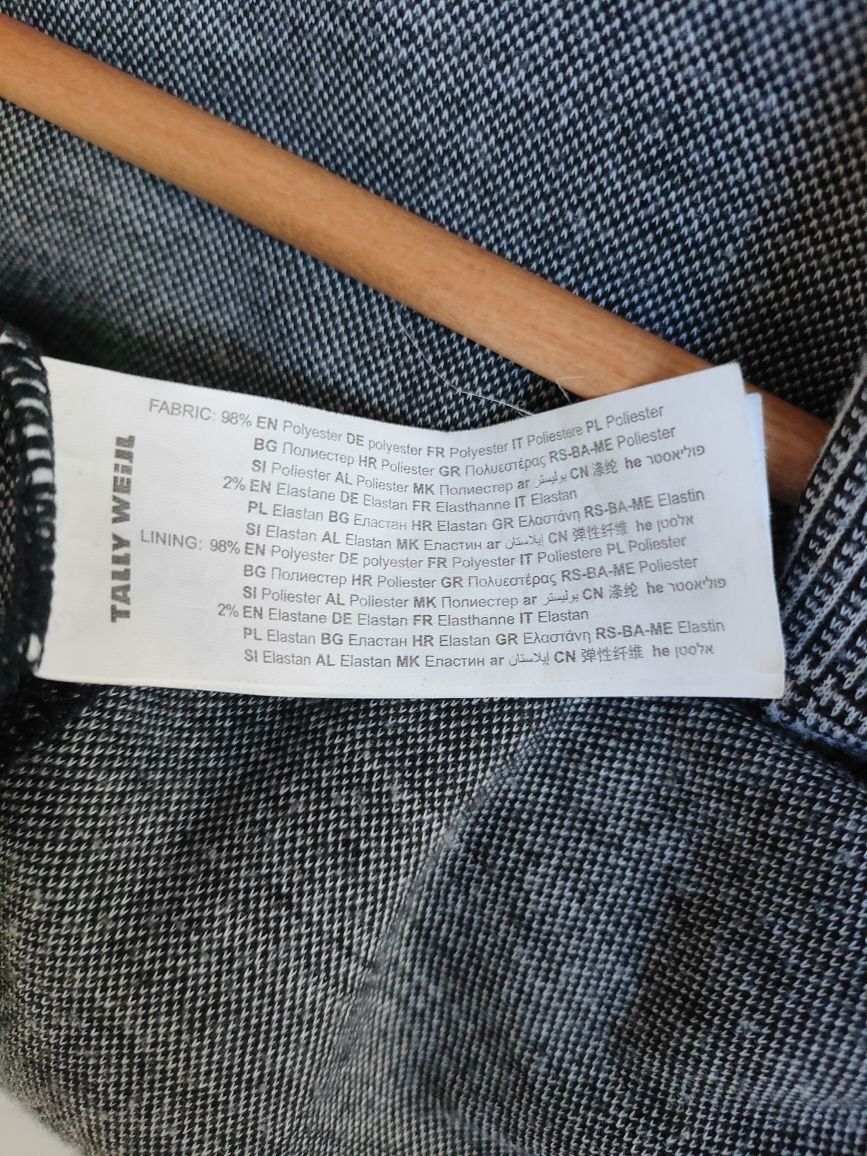 TALLY WEiJL
FABRIC: 98% EN Polyester DE polyester FR Polyester IT Poliestere PL Poliester
BG Полиестер HR Poliester GR Πολυεστέρας RS-BA-ME Poliester
SI Poliester AL Poliester MK Полиестер ar بوليستر CN 涤纶 he פוליאסטר
2% EN Elastane DE Elastan FR Elasthanne IT Elastan
PL Elastan BG Еластан HR Elastan GR Ελαστάνη RS-BA-ME Elastin
SI Elastan AL Elastan MK Еластин ar إيلاستان CN 弹性纤维 he אלסטן
LINING: 98% EN Polyester DE polyester FR Polyester IT Poliestere PL Poliester
BG Полиестер HR Poliester GR Πολυεστέρας RS-BA-ME Poliester
SI Poliester AL Poliester MK Полиестер ar بوليستر CN 涤纶 he פוליאסטר
2% EN Elastane DE Elastan FR Elasthanne IT Elastan
PL Elastan BG Еластан HR Elastan GR Ελαστάνη RS-BA-ME Elastin
SI Elastan AL Elastan MK Еластин ar إيلاستان CN 弹性纤维 he אלסטן